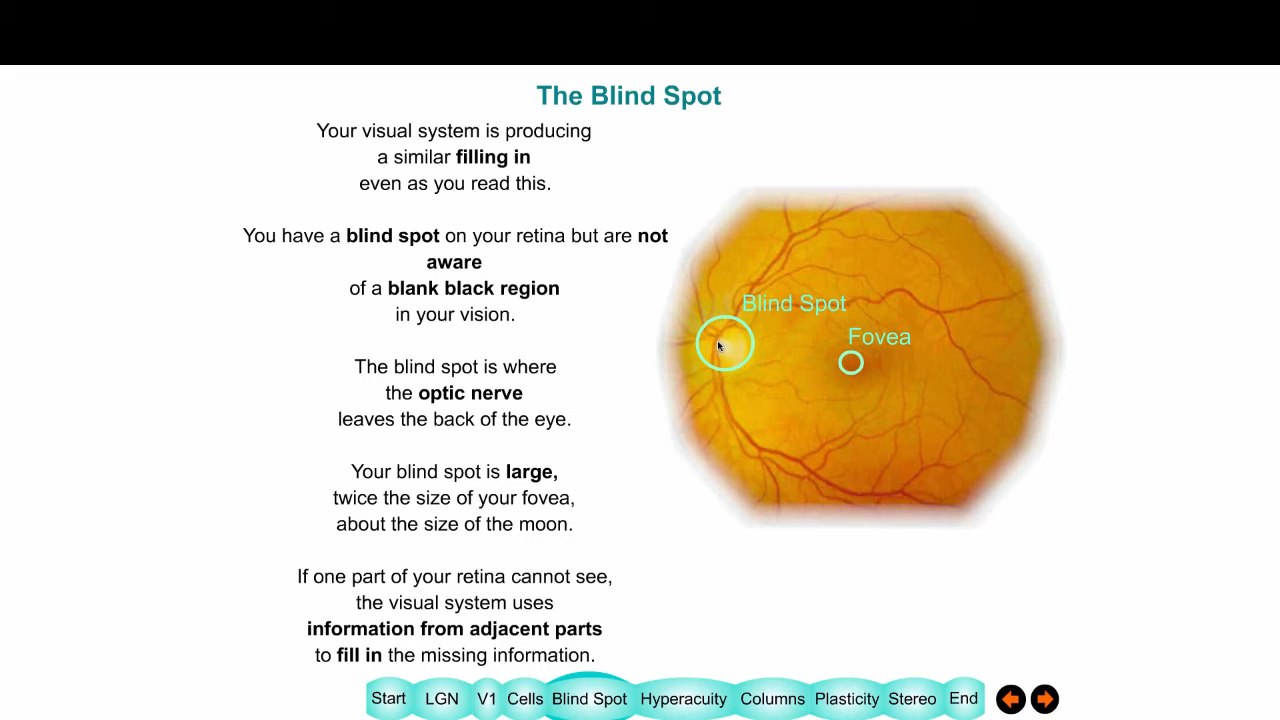 The Blind Spot
Your visual system is producing
a similar filling in
even as you read this.
You have a blind spot on your retina but are not
aware
of a blank black region
in your vision.
The blind spot is where
the optic nerve
leaves the back of the eye.
Your blind spot is large,
twice the size of your fovea,
about the size of the moon.
If one part of your retina cannot see,
the visual system uses
information from adjacent parts
to fill in the missing information.
Blind Spot
Fovea
Start LGN V1 Cells Blind Spot Hyperacuity Columns Plasticity Stereo End